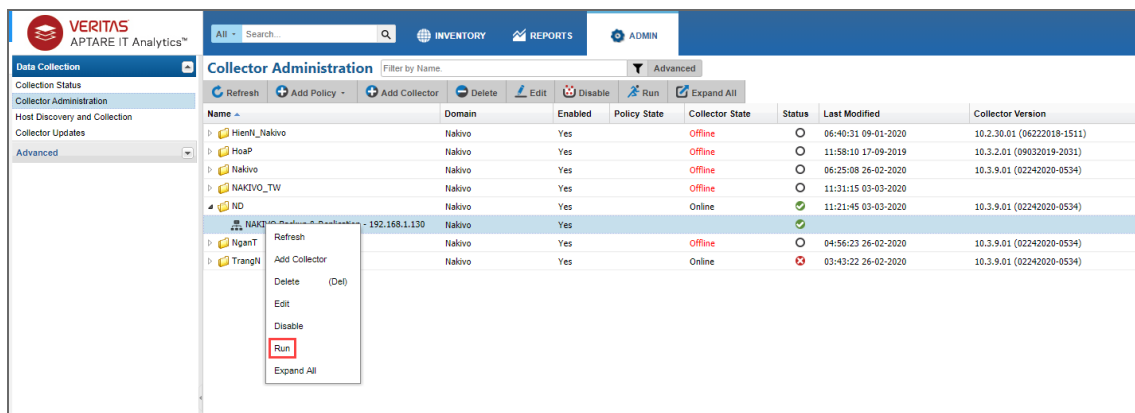 VERITAS
APTARE IT Analytics™
All Search... INVENTORY REPORTS ADMIN
Data Collection
Collection Status
Collector Administration
Host Discovery and Collection
Collector Updates
Advanced
Collector Administration Filter by Name. Advanced
Refresh Add Policy Add Collector Delete Edit Disable Run Expand All
Name Domain Enabled Policy State Collector State Status Last Modified Collector Version
HienN_Nakivo Nakivo Yes Offline 06:40:31 09-01-2020 10.2.30.01 (06222018-1511)
HoaP Nakivo Yes Offline 11:58:10 17-09-2019 10.3.2.01 (09032019-2031)
Nakivo Nakivo Yes Offline 06:25:08 26-02-2020 10.3.9.01 (02242020-0534)
NAKIVO_TW Nakivo Yes Offline 11:31:15 03-03-2020
ND Nakivo Yes Online 11:21:45 03-03-2020 10.3.9.01 (02242020-0534)
NAKIVO Backup & Replication - 192.168.1.130 Nakivo Yes
NganT Nakivo Yes Offline 04:56:23 26-02-2020 10.3.9.01 (02242020-0534)
TrangN Nakivo Yes Online 03:43:22 26-02-2020 10.3.9.01 (02242020-0534)
Refresh
Add Collector
Delete (Del)
Edit
Disable
Run
Expand All